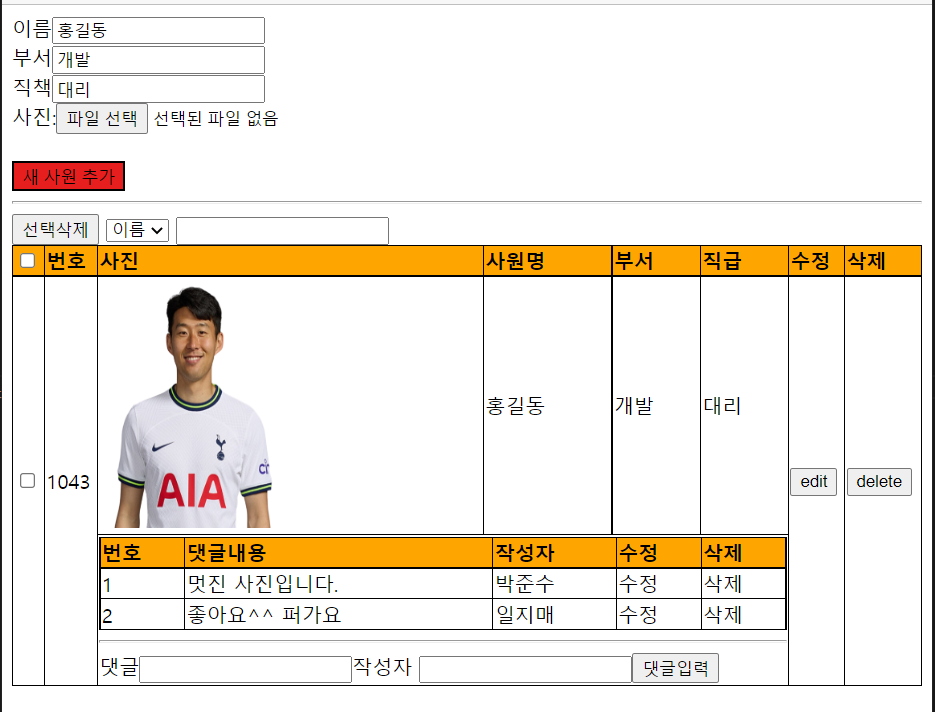 이름 홍길동
부서 개발
직책 대리
사진: 파일 선택 선택된 파일 없음
새 사원 추가
선택삭제 이름
번호 사진 사원명 부서 직급 수정 삭제
AIA
1043 홍길동 개발 대리 edit delete
번호 댓글내용 작성자 수정 삭제
1 멋진 사진입니다. 박준수 수정 삭제
2 좋아요^^ 퍼가요 일지매 수정 삭제
댓글 작성자 댓글입력